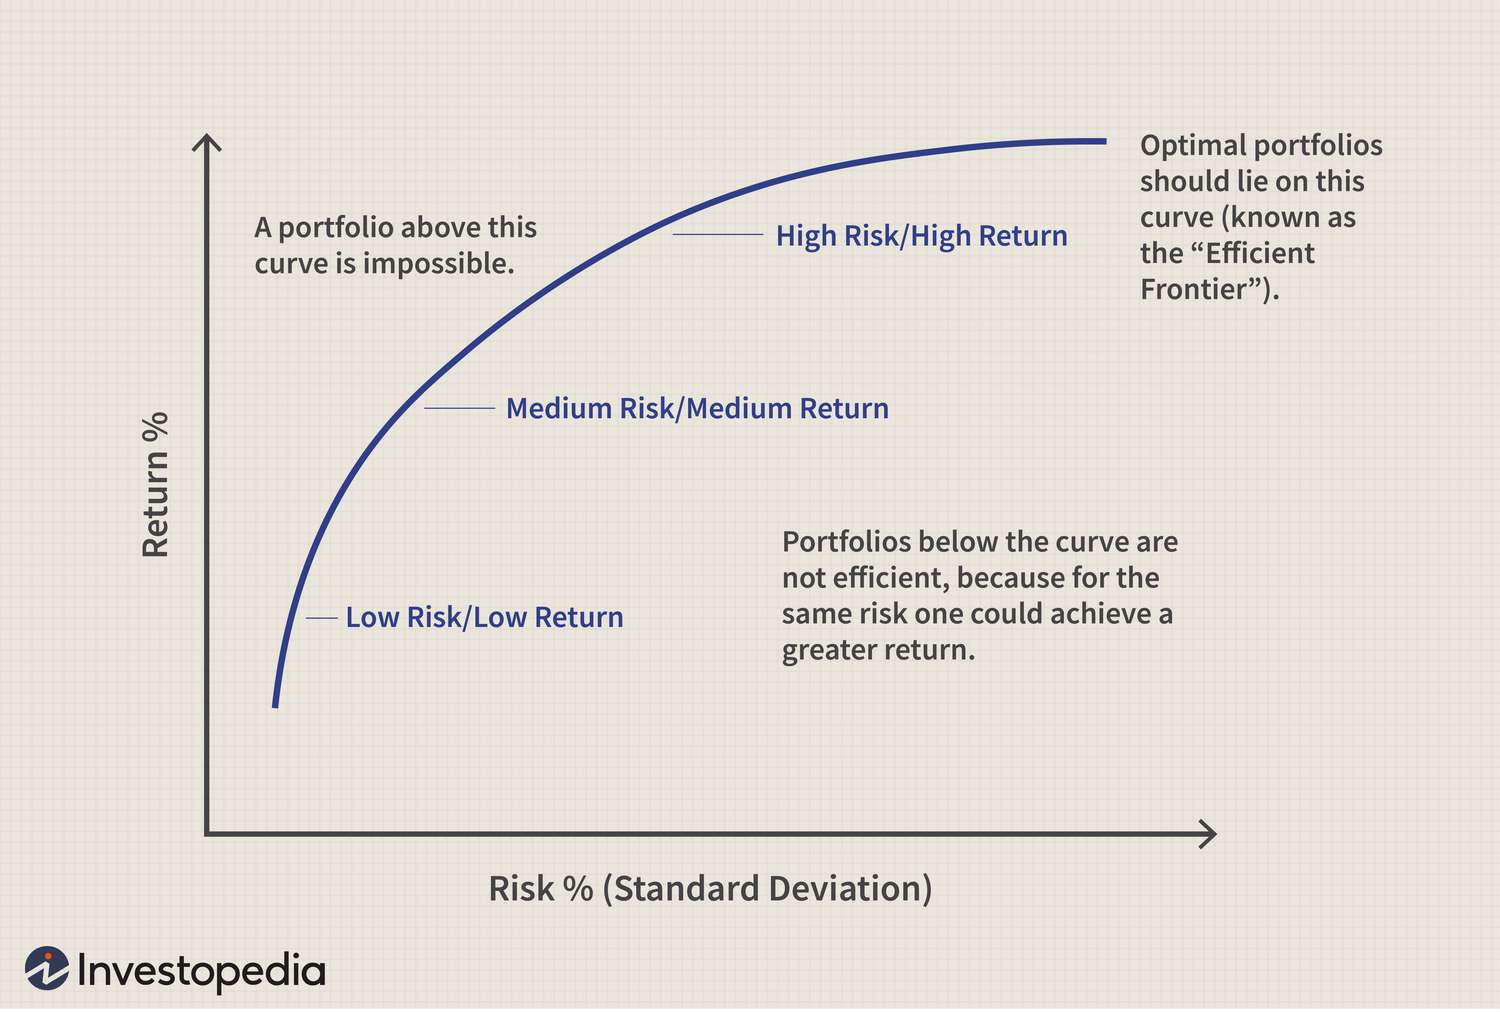 A portfolio above this
curve is impossible.
Optimal portfolios
should lie on this
curve (known as
the “Efficient
Frontier”).
High Risk/High Return
Medium Risk/Medium Return
Low Risk/Low Return
Portfolios below the curve are
not efficient, because for the
same risk one could achieve a
greater return.
Return %
Risk % (Standard Deviation)
Investopedia